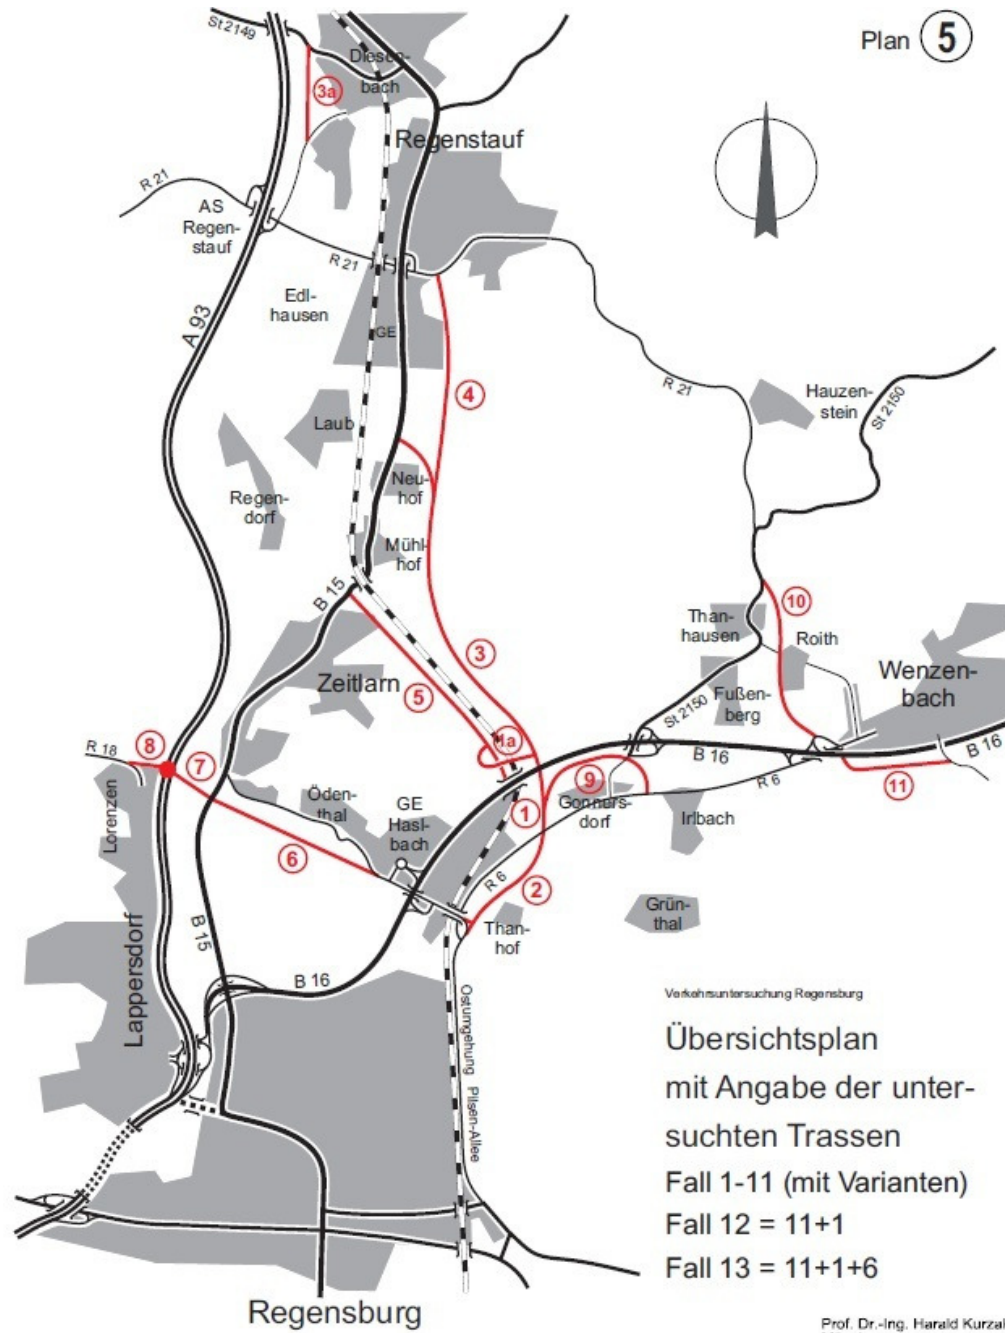 Plan 5
St 2149
Diesen-
bach
3a
Regenstauf
R 21
AS
Regen-
stauf
R 21
Edl-
hausen
A 93
GE
4
R 21
Hauzen-
stein
St 2150
Laub
Neu-
hof
Regen-
dorf
Mühl-
hof
B 15
10
Than-
hausen
Roith
3
Zeitlarn
5
Wenzen-
bach
Fußen-
berg
St 2150
1a
B 16
B 16
R 18
8
7
R 6
9
11
Öden-
thal
GE
Hasl-
bach
1
Gonners-
dorf
Irlbach
Lorenzen
6
R 6
2
Grün-
thal
Than-
hof
B 15
Lappersdorf
B 16
Ostumgehung Pilsen-Allee
Verkehrsuntersuchung Regensburg
Übersichtsplan
mit Angabe der unter-
suchten Trassen
Fall 1-11 (mit Varianten)
Fall 12 = 11+1
Fall 13 = 11+1+6
Regensburg
Prof. Dr.-Ing. Harald Kurzak